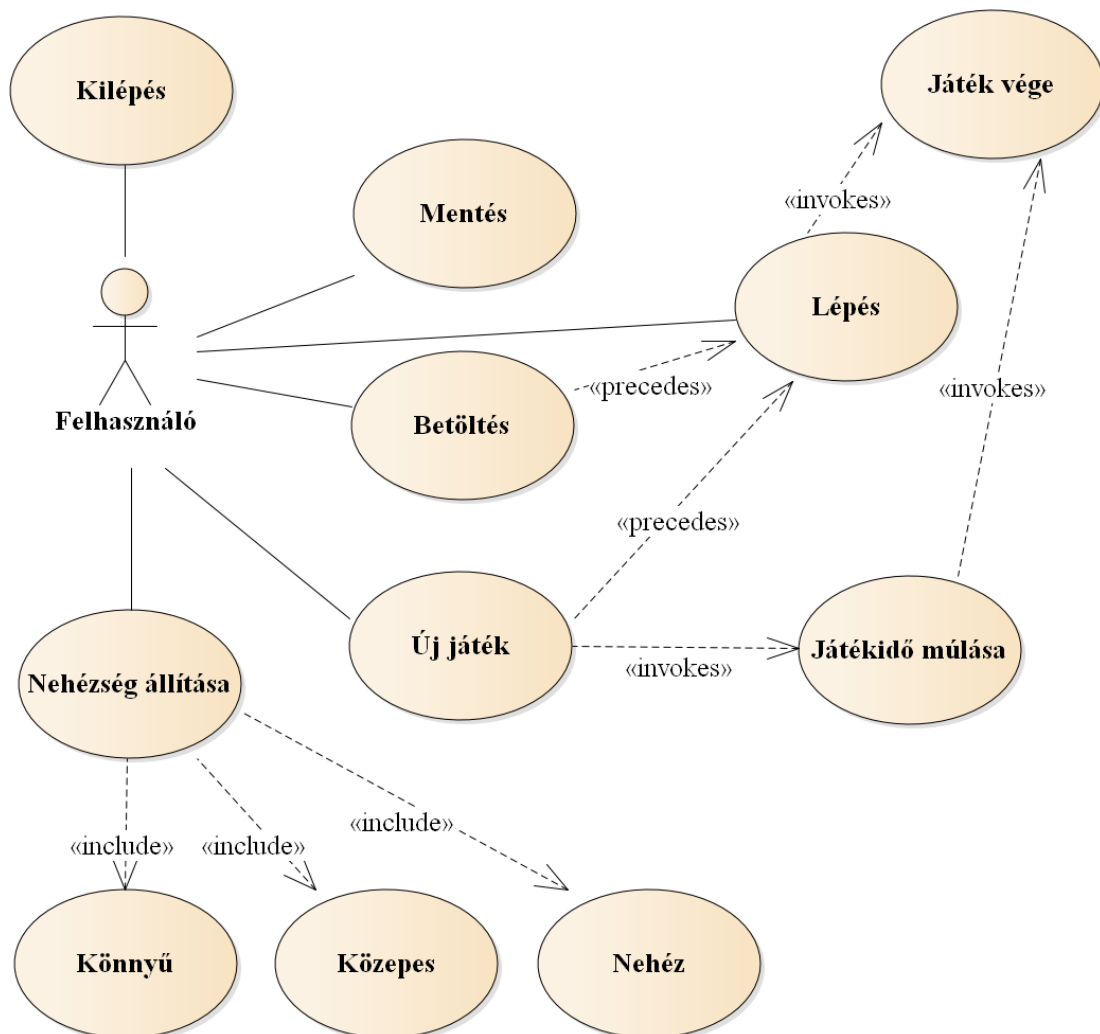 Kilépés
Játék vége
Mentés
«invokes»
Lépés
«precedes»
«invokes»
Felhasználó
Betöltés
«precedes»
Új játék
«invokes»
Játékidő múlása
Nehézség állítása
«include»
«include»
«include»
Könnyű
Közepes
Nehéz